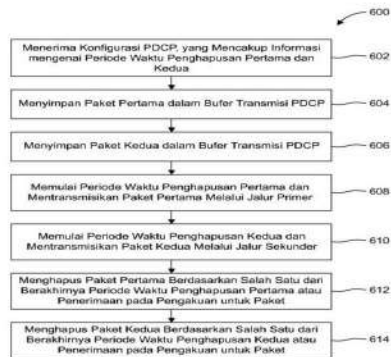 600
Menerima Konfigurasi PDCP, yang Mencakup Informasi
mengenai Periode Waktu Penghapusan Pertama dan
Kedua
602
Menyimpan Paket Pertama dalam Bufer Transmisi PDCP
604
Menyimpan Paket Kedua dalam Bufer Transmisi PDCP
606
Memulai Periode Waktu Penghapusan Pertama dan
Mentransmisikan Paket Pertama Melalui Jalur Primer
608
Memulai Periode Waktu Penghapusan Kedua dan
Mentransmisikan Paket Kedua Melalui Jalur Sekunder
610
Menghapus Paket Pertama Berdasarkan Salah Satu dari
Berakhirnya Periode Waktu Penghapusan Pertama atau
Penerimaan pada Pengakuan untuk Paket
612
Menghapus Paket Kedua Berdasarkan Salah Satu dari
Berakhirnya Periode Waktu Penghapusan Kedua atau
Penerimaan pada Pengakuan untuk Paket
614